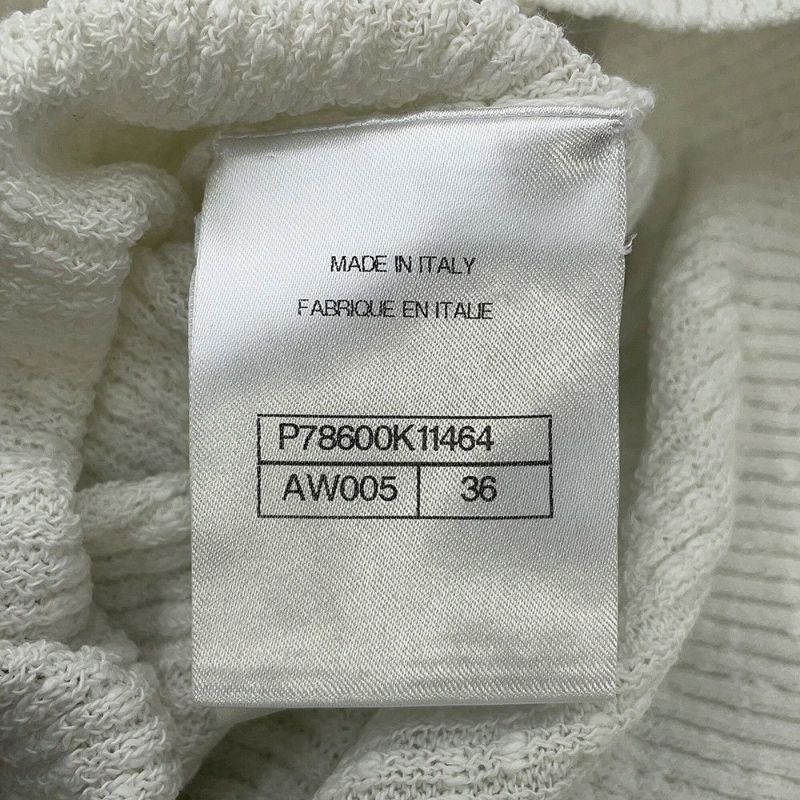 MADE IN ITALY
FABRIQUE EN ITALIE
P78600K11464
AW005 36